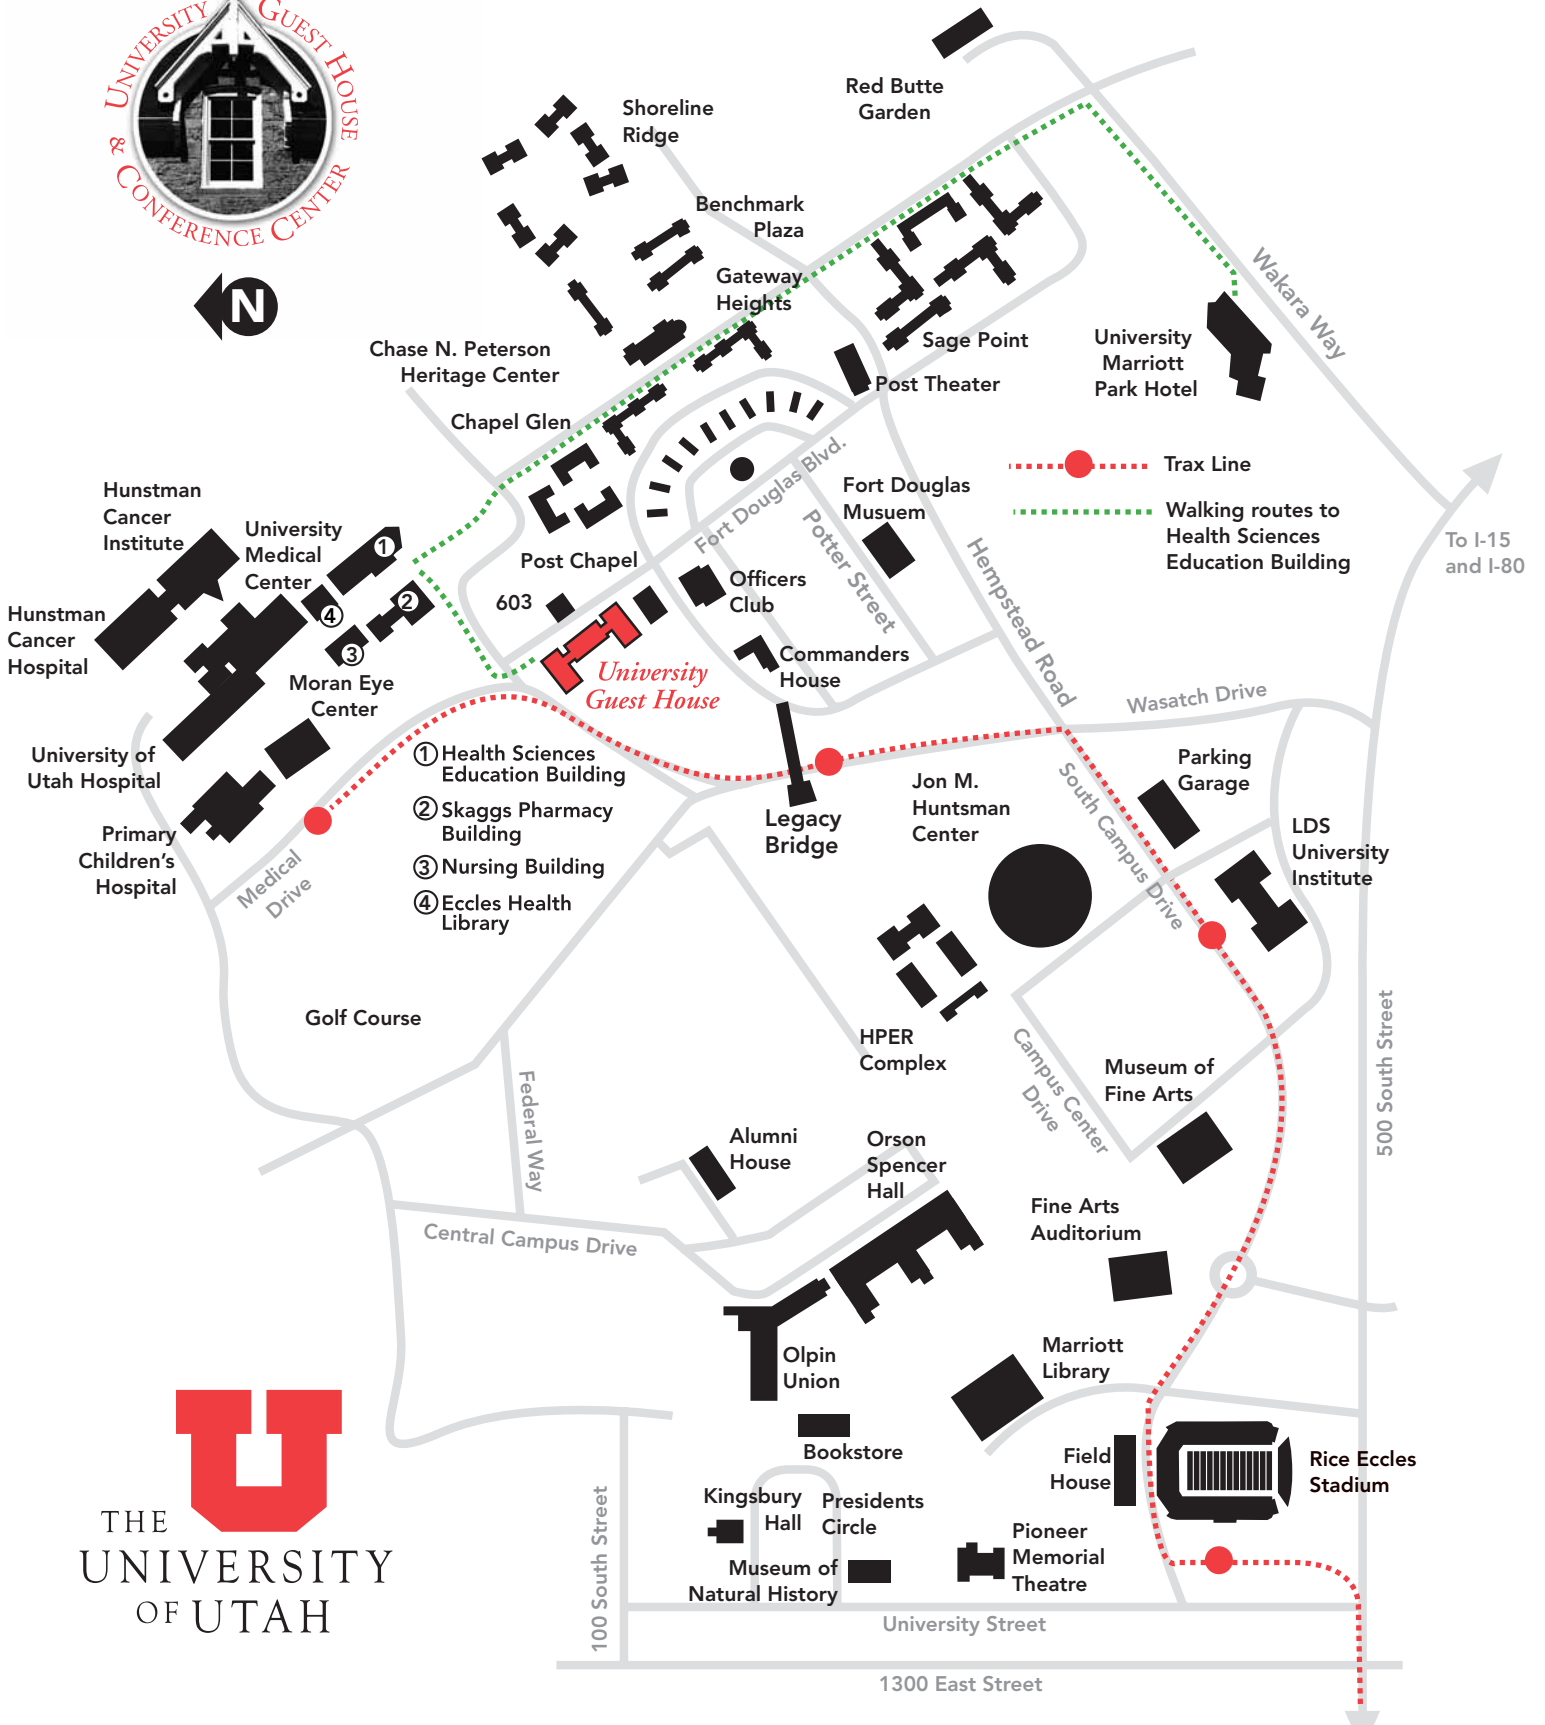 UNIVERSITY GUEST HOUSE
& CONFERENCE CENTER
N
Red Butte
Garden
Shoreline
Ridge
Benchmark
Plaza
Gateway
Heights
Chase N. Peterson
Heritage Center
Chapel Glen
Sage Point
Post Theater
University
Marriott
Park Hotel
Wakara Way
Trax Line
Walking routes to
Health Sciences
Education Building
To I-15
and I-80
Hunstman
Cancer
Institute
University
Medical
Center
Hunstman
Cancer
Hospital
1
2
3
4
Moran Eye
Center
University of
Utah Hospital
Primary
Children's
Hospital
Medical
Drive
Post Chapel
603
Fort Douglas Blvd.
Fort Douglas
Musuem
Potter Street
Officers
Club
Commanders
House
University
Guest House
Hempstead Road
Wasatch Drive
1 Health Sciences
Education Building
2 Skaggs Pharmacy
Building
3 Nursing Building
4 Eccles Health
Library
Legacy
Bridge
Jon M.
Huntsman
Center
South Campus Drive
Parking
Garage
LDS
University
Institute
Golf Course
HPER
Complex
Campus Center
Drive
Museum of
Fine Arts
500 South Street
Federal Way
Alumni
House
Orson
Spencer
Hall
Central Campus Drive
Fine Arts
Auditorium
Olpin
Union
Marriott
Library
Bookstore
Field
House
Rice Eccles
Stadium
Kingsbury
Hall
Presidents
Circle
Pioneer
Memorial
Theatre
Museum of
Natural History
100 South Street
University Street
1300 East Street
THE
UNIVERSITY
OF UTAH